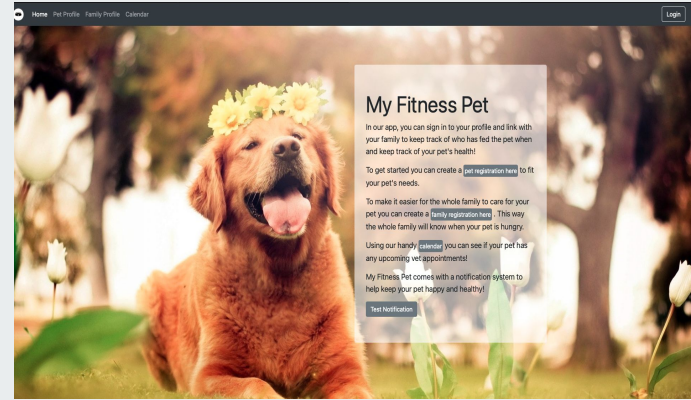 Home Pet Profile Family Profile Calendar
Login
My Fitness Pet
In our app, you can sign in to your profile and link with
your family to keep track of who has fed the pet when
and keep track of your pet's health!
To get started you can create a pet registration here to fit
your pet's needs.
To make it easier for the whole family to care for your
pet you can create a family registration here . This way
the whole family will know when your pet is hungry.
Using our handy calendar you can see if your pet has
any upcoming vet appointments!
My Fitness Pet comes with a notification system to
help keep your pet happy and healthy!
Test Notification